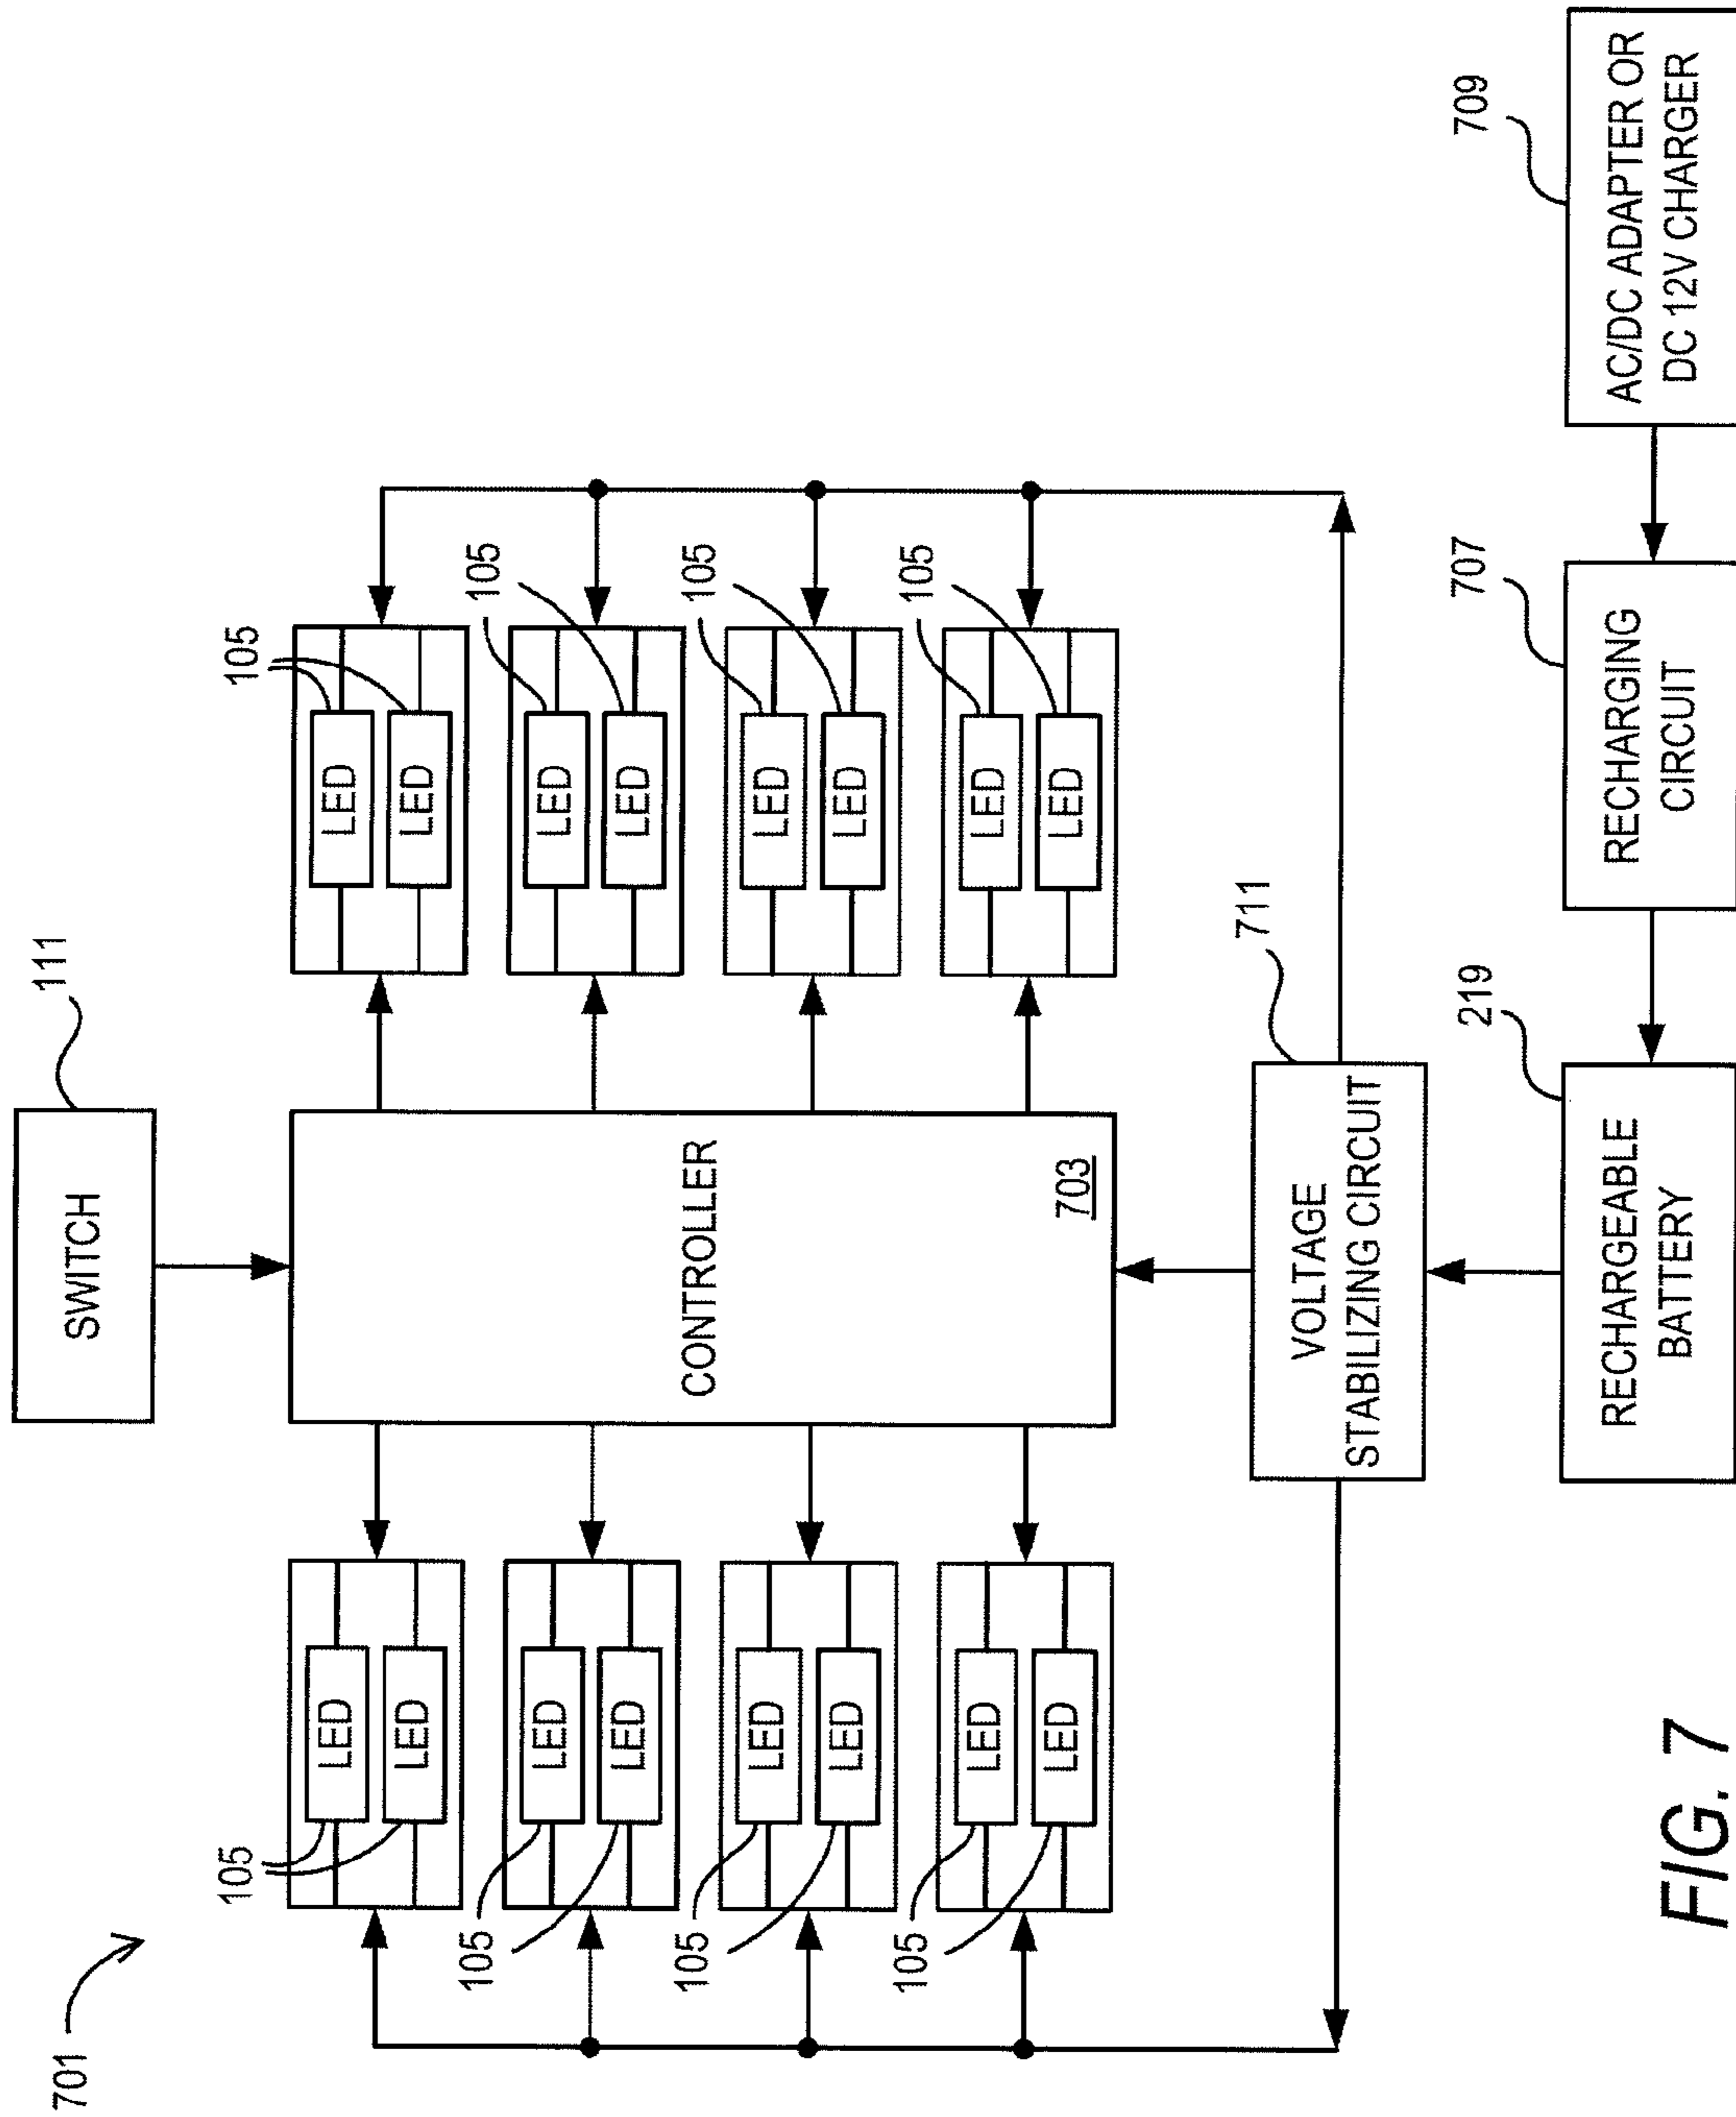 701
SWITCH
111
105
LED
LED
105
LED
LED
105
LED
LED
105
LED
LED
CONTROLLER
703
105
LED
LED
105
LED
LED
105
LED
LED
105
LED
LED
VOLTAGE
STABILIZING CIRCUIT
711
RECHARGEABLE
BATTERY
219
RECHARGING
CIRCUIT
707
AC/DC ADAPTER OR
DC 12V CHARGER
709
FIG. 7